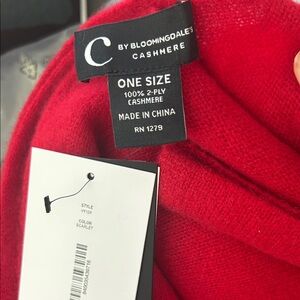 C BY BLOOMINGDALE'S
CASHMERE
ONE SIZE
100% 2-PLY
CASHMERE
MADE IN CHINA
RN 1279
STYLE
COLOR
SCARLET